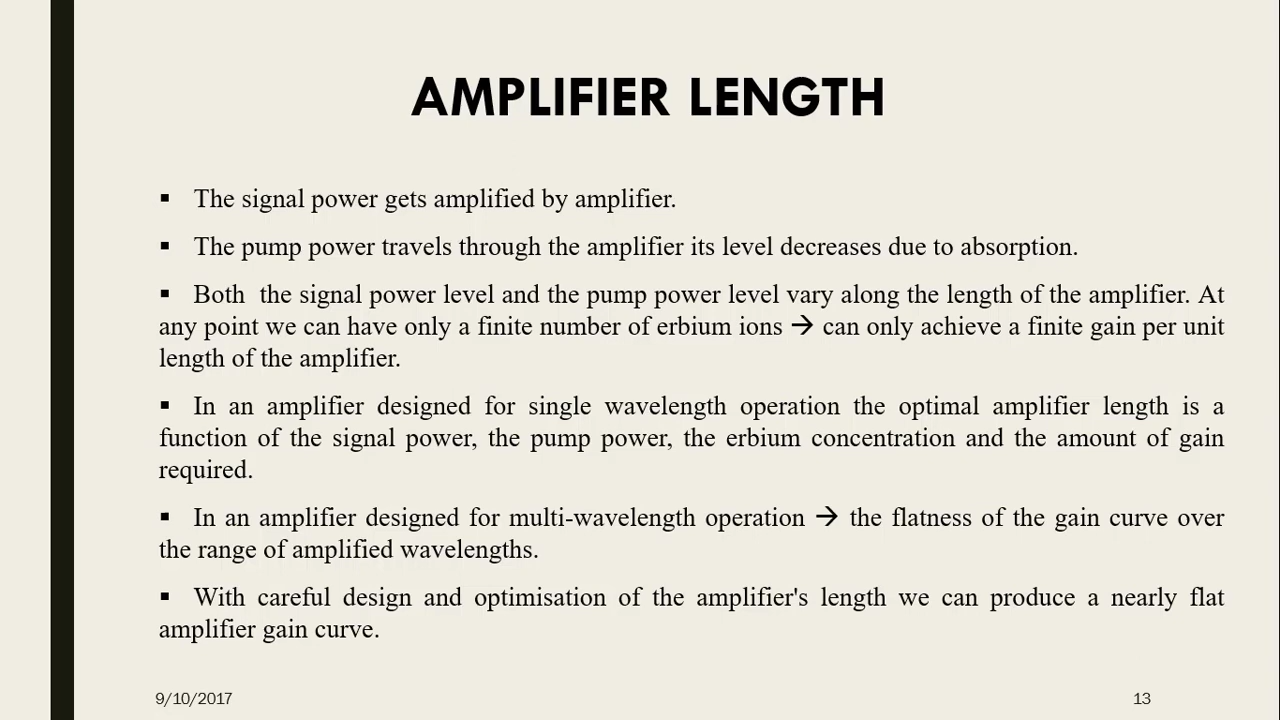 AMPLIFIER LENGTH
▪ The signal power gets amplified by amplifier.
▪ The pump power travels through the amplifier its level decreases due to absorption.
▪ Both the signal power level and the pump power level vary along the length of the amplifier. At
any point we can have only a finite number of erbium ions → can only achieve a finite gain per unit
length of the amplifier.
▪ In an amplifier designed for single wavelength operation the optimal amplifier length is a
function of the signal power, the pump power, the erbium concentration and the amount of gain
required.
▪ In an amplifier designed for multi-wavelength operation → the flatness of the gain curve over
the range of amplified wavelengths.
▪ With careful design and optimisation of the amplifier's length we can produce a nearly flat
amplifier gain curve.
9/10/2017
13